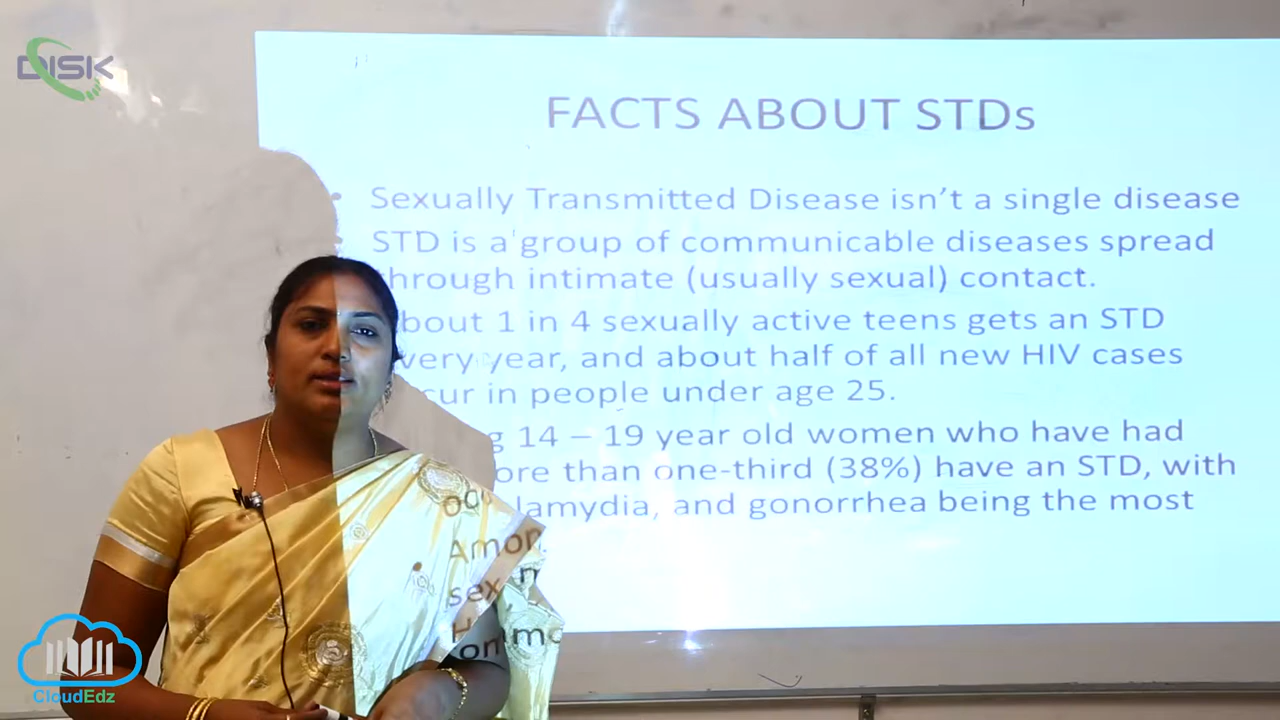 DISK
FACTS ABOUT STDs
Sexually Transmitted Disease isn't a single disease
STD is a group of communicable diseases spread
through intimate (usually sexual) contact.
bout 1 in 4 sexually active teens gets an STD
very year, and about half of all new HIV cases
cur in people under age 25.
g 14 – 19 year old women who have had
ore than one-third (38%) have an STD, with
lamydia, and gonorrhea being the most
oc
Amon
sex m
H
omm
CloudEdz